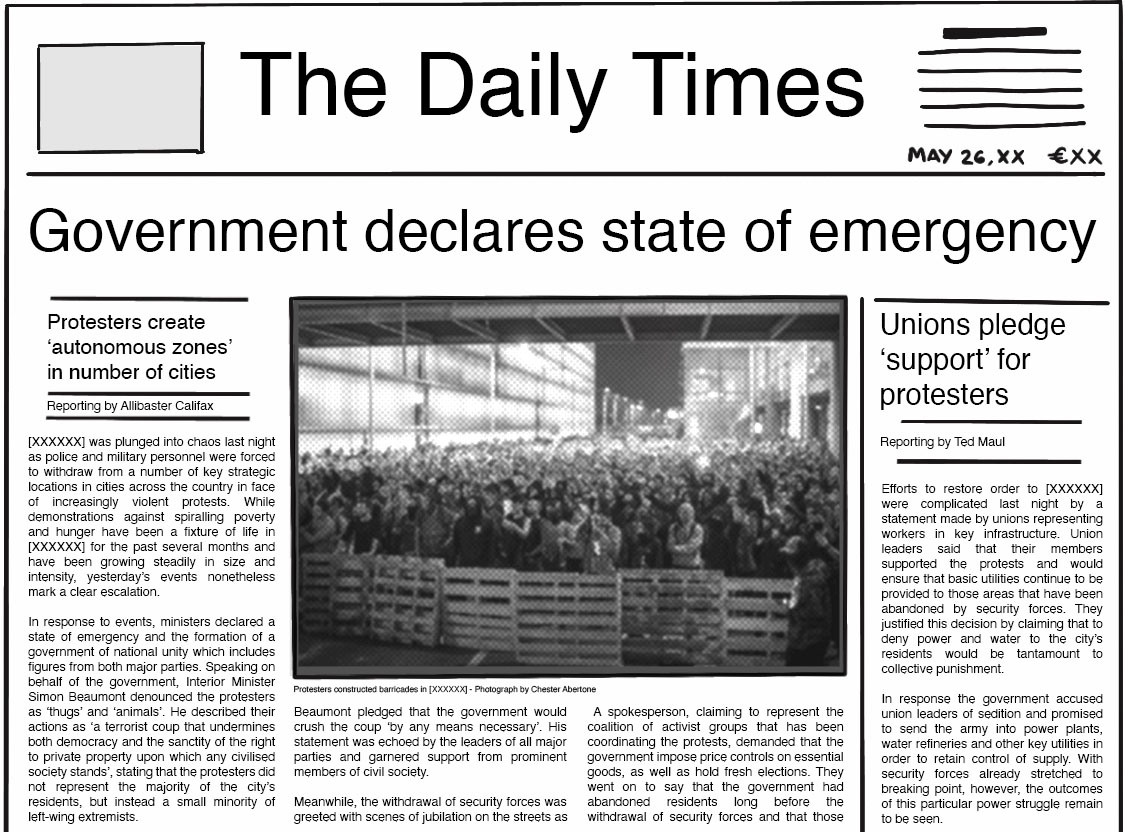 The Daily Times
MAY 26, XX €XX
Government declares state of emergency
Protesters create
‘autonomous zones’
in number of cities
Reporting by Allibaster Califax
[XXXXXX] was plunged into chaos last night
as police and military personnel were forced
to withdraw from a number of key strategic
locations in cities across the country in face
of increasingly violent protests. While
demonstrations against spiralling poverty
and hunger have been a fixture of life in
[XXXXXX] for the past several months and
have been growing steadily in size and
intensity, yesterday’s events nonetheless
mark a clear escalation.
In response to events, ministers declared a
state of emergency and the formation of a
government of national unity which includes
figures from both major parties. Speaking on
behalf of the government, Interior Minister
Simon Beaumont denounced the protesters
as ‘thugs’ and ‘animals’. He described their
actions as ‘a terrorist coup that undermines
both democracy and the sanctity of the right
to private property upon which any civilised
society stands’, stating that the protesters did
not represent the majority of the city’s
residents, but instead a small minority of
left-wing extremists.
Protesters constructed barricades in [XXXXXX] - Photograph by Chester Abertone
Beaumont pledged that the government would
crush the coup ‘by any means necessary’. His
statement was echoed by the leaders of all major
parties and garnered support from prominent
members of civil society.
Meanwhile, the withdrawal of security forces was
greeted with scenes of jubilation on the streets as
A spokesperson, claiming to represent the
coalition of activist groups that has been
coordinating the protests, demanded that the
government impose price controls on essential
goods, as well as hold fresh elections. They
went on to say that the government had
abandoned residents long before the
withdrawal of security forces and that those
Unions pledge
‘support’ for
protesters
Reporting by Ted Maul
Efforts to restore order to [XXXXXX]
were complicated last night by a
statement made by unions representing
workers in key infrastructure. Union
leaders said that their members
supported the protests and would
ensure that basic utilities continue to be
provided to those areas that have been
abandoned by security forces. They
justified this decision by claiming that to
deny power and water to the city’s
residents would be tantamount to
collective punishment.
In response the government accused
union leaders of sedition and promised
to send the army into power plants,
water refineries and other key utilities in
order to retain control of supply. With
security forces already stretched to
breaking point, however, the outcomes
of this particular power struggle remain
to be seen.